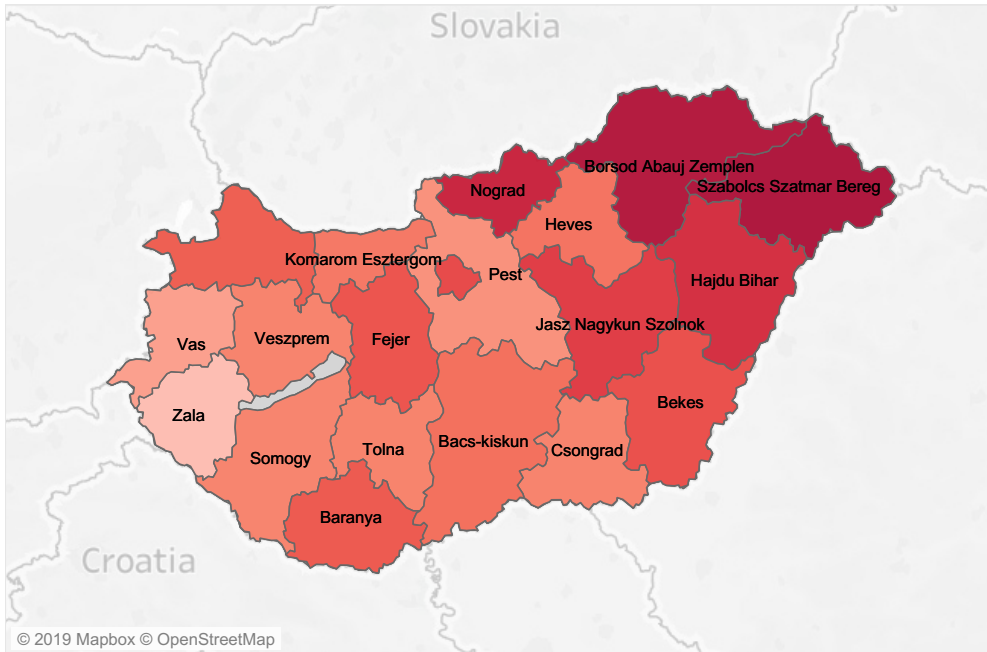 Slovakia
Borsod Abauj Zemplen
Szabolcs Szatmar Bereg
Nograd
Heves
Komarom Esztergom
Pest
Hajdu Bihar
Jasz Nagykun Szolnok
Vas
Veszprem
Fejer
Bekes
Zala
Bacs-kiskun
Tolna
Csongrad
Somogy
Baranya
Croatia
© 2019 Mapbox © OpenStreetMap